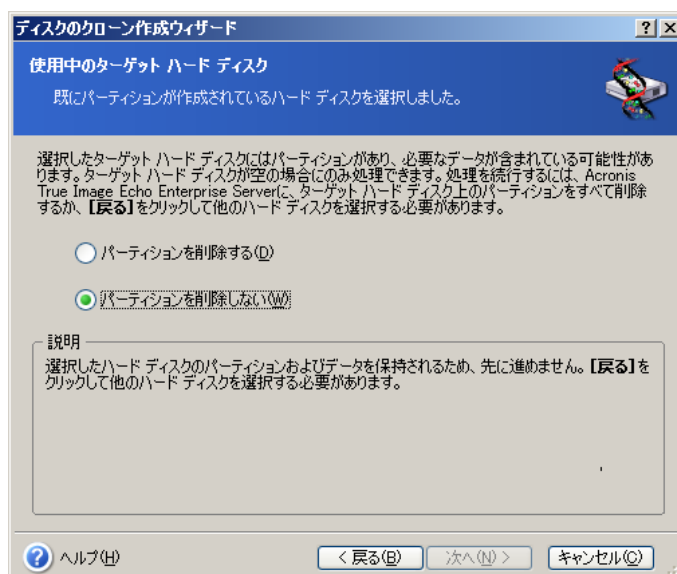 ディスクのクローン作成ウィザード
使用中のターゲット ハード ディスク
既にパーティションが作成されているハード ディスクを選択しました。
選択したターゲット ハード ディスクにはパーティションがあり、必要なデータが含まれている可能性があ
ります。ターゲット ハード ディスクが空の場合にのみ処理できます。処理を続行するには、Acronis
True Image Echo Enterprise Serverに、ターゲット ハード ディスク上のパーティションをすべて削除
するか、【戻る】をクリックして他のハード ディスクを選択する必要があります。
パーティションを削除する(D)
パーティションを削除しない(W)
説明
選択したハード ディスクのパーティションおよびデータを保持されるため、先に進めません。【戻る】を
クリックして他のハード ディスクを選択する必要があります。
ヘルプ(H)
< 戻る(B)
次へ(N) >
キャンセル(C)